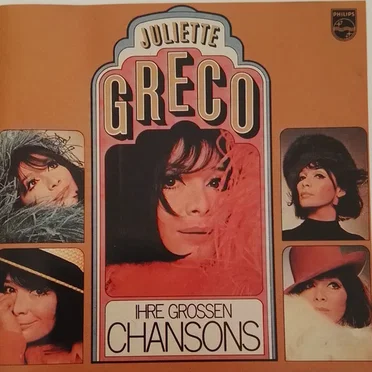 PHILIPS
JULIETTE
GRECO
IHRE GROSSEN
CHANSONS